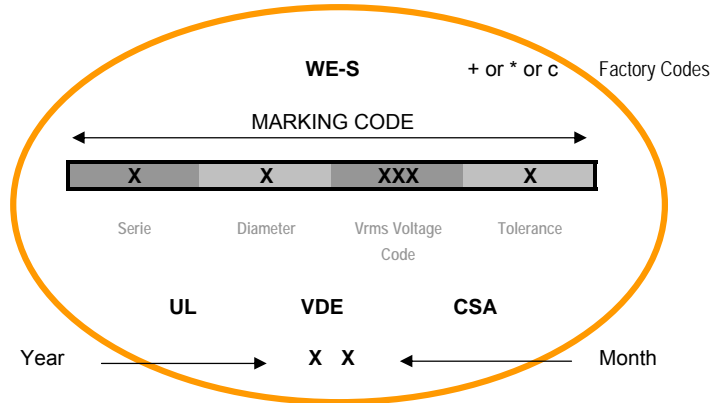 WE-S + or * or c Factory Codes
MARKING CODE
X X XXX X
Serie Diameter Vrms Voltage Tolerance
Code
UL VDE CSA
Year X X Month